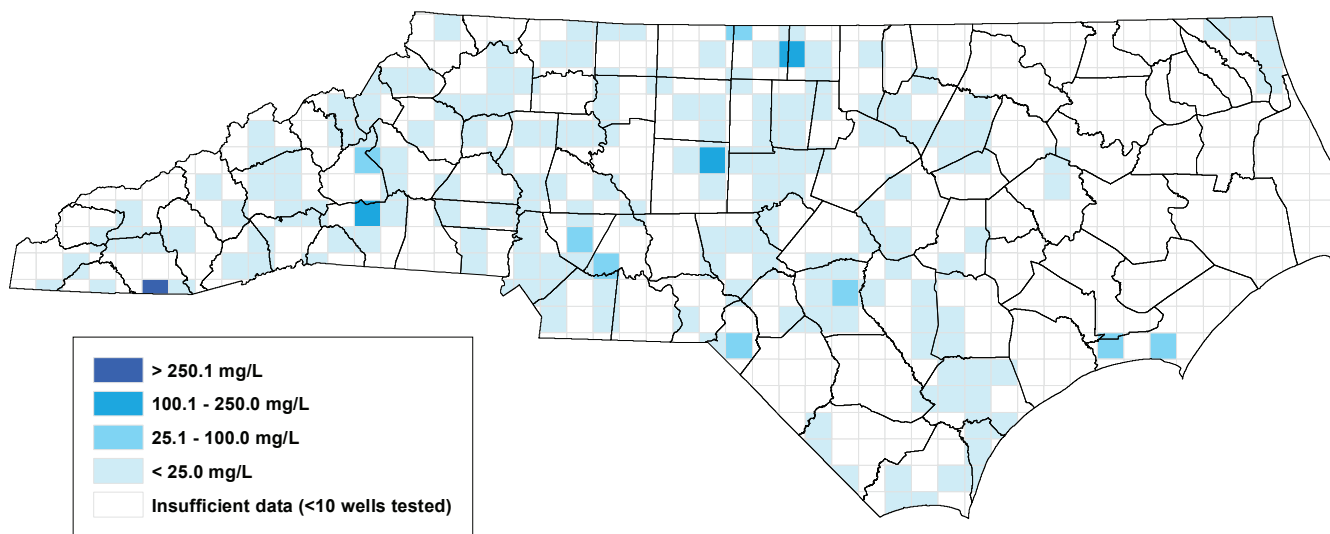 > 250.1 mg/L
100.1 - 250.0 mg/L
25.1 - 100.0 mg/L
< 25.0 mg/L
Insufficient data (<10 wells tested)